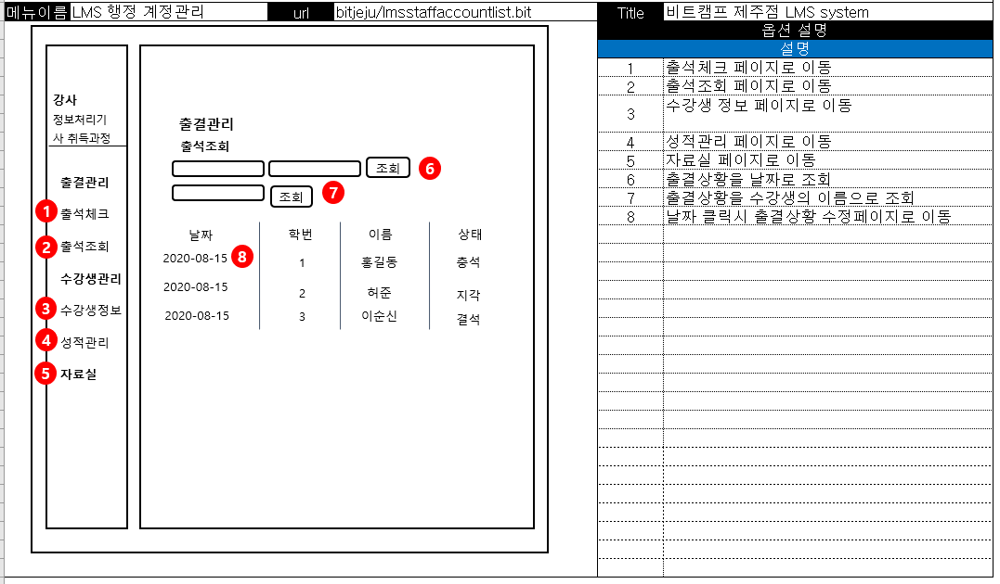 메뉴이름 LMS 행정 계정관리 url bitjeju/lmsstaffaccountlist.bit Title 비트캠프 제주점 LMS system
강사
정보처리기
사 취득과정
출결관리
1 출석체크
2 출석조회
수강생관리
3 수강생정보
4 성적관리
5 자료실
출결관리
출석조회
조회 6
조회 7
날짜 학번 이름 상태
2020-08-15 8 1 홍길동 충석
2020-08-15 2 허준 지각
2020-08-15 3 이순신 결석
옵션 설명
설명
1 출석체크 페이지로 이동
2 출석조회 페이지로 이동
3 수강생 정보 페이지로 이동
4 성적관리 페이지로 이동
5 자료실 페이지로 이동
6 출결상황을 날짜로 조회
7 출결상황을 수강생의 이름으로 조회
8 날짜 클릭시 출결상황 수정페이지로 이동